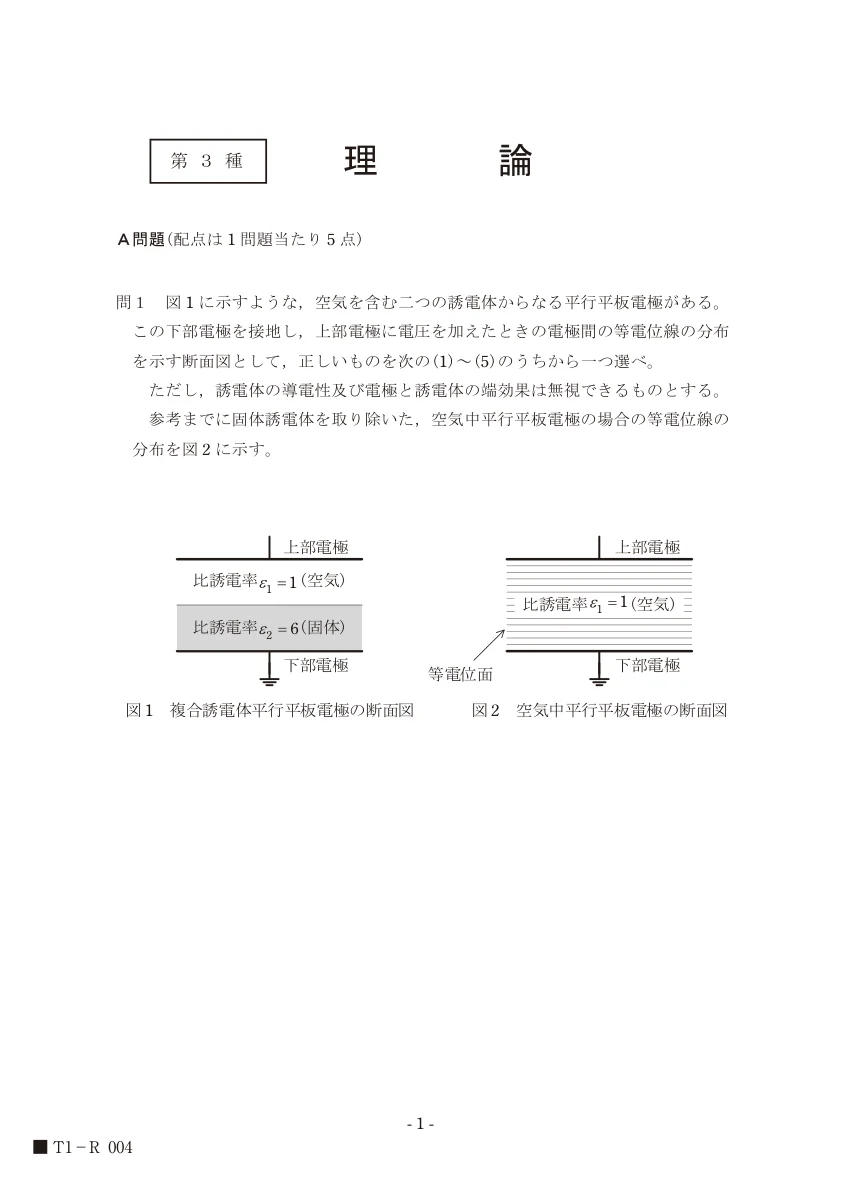 第 3 種
理 論
A問題(配点は1問題当たり5点)
問1 図1に示すような，空気を含む二つの誘電体からなる平行平板電極がある。
この下部電極を接地し，上部電極に電圧を加えたときの電極間の等電位線の分布
を示す断面図として，正しいものを次の(1)～(5)のうちから一つ選べ。
ただし，誘電体の導電性及び電極と誘電体の端効果は無視できるものとする。
参考までに固体誘電体を取り除いた，空気中平行平板電極の場合の等電位線の
分布を図2に示す。
上部電極
比誘電率ε₁＝1(空気)
比誘電率ε₂＝6(固体)
下部電極
図1 複合誘電体平行平板電極の断面図
上部電極
比誘電率ε₁＝1(空気)
等電位面
下部電極
図2 空気中平行平板電極の断面図
- 1 -
■ T1－R 004